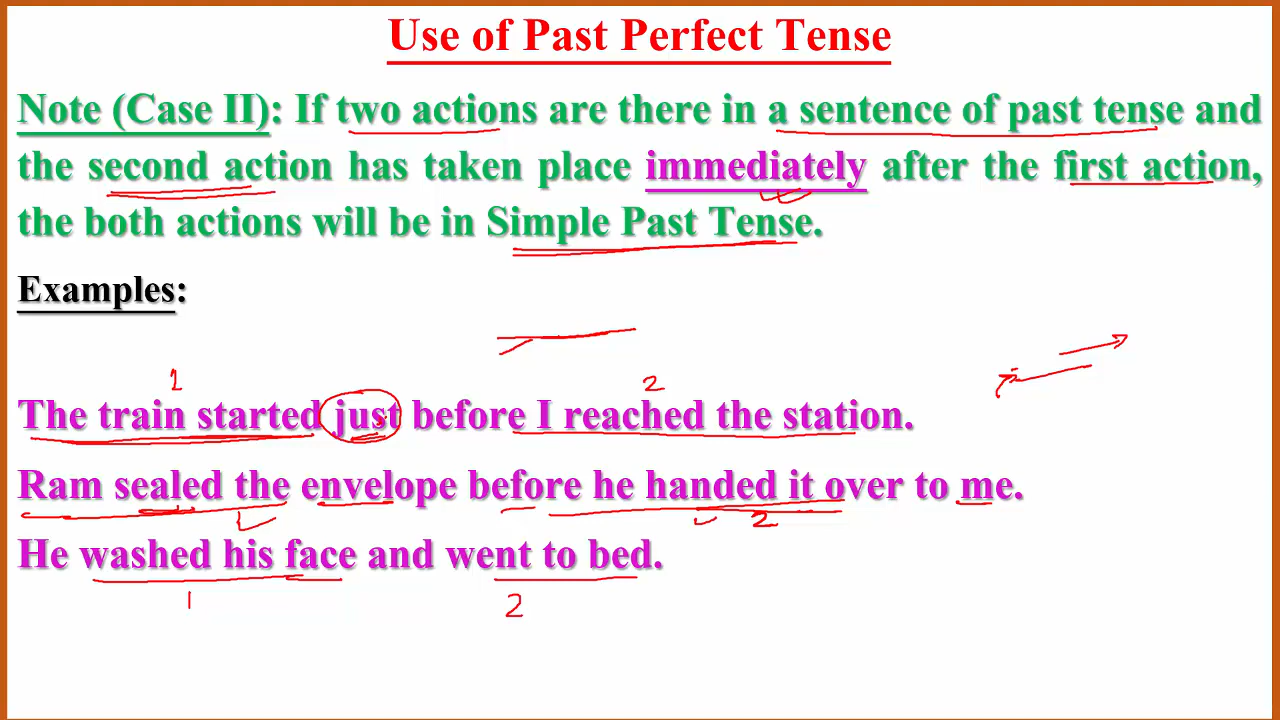 Use of Past Perfect Tense
Note (Case II): If two actions are there in a sentence of past tense and
the second action has taken place immediately after the first action,
the both actions will be in Simple Past Tense.
Examples:
1 2
The train started just before I reached the station.
Ram sealed the envelope before he handed it over to me.
2
He washed his face and went to bed.
1 2